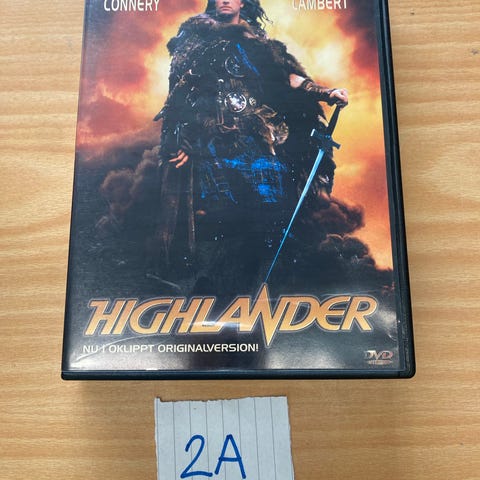 CONNERY LAMBERT
HIGHLANDER
NU I OKLIPPT ORIGINALVERSION!
DVD
2A